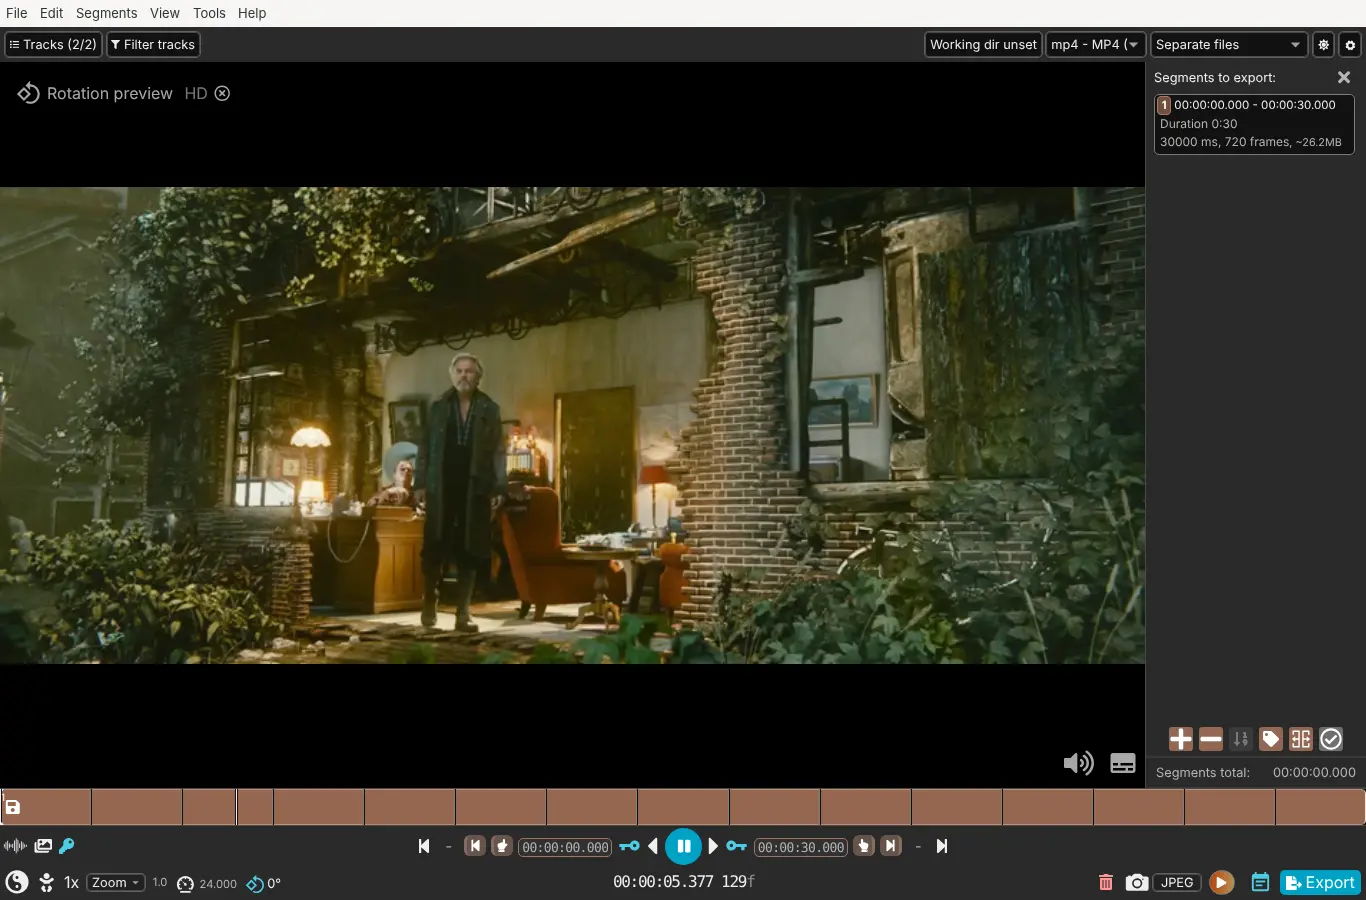 File Edit Segments View Tools Help
Tracks (2/2) Filter tracks Working dir unset mp4 - MP4 ( Separate files
Rotation preview HD
Segments to export:
1 00:00:00.000 - 00:00:30.000
Duration 0:30
30000 ms, 720 frames, ~26.2MB
Segments total: 00:00:00.000
1
- 00:00:00.000 00:00:30.000 -
1x Zoom 1.0 24.000 0° 00:00:05.377 129f JPEG Export